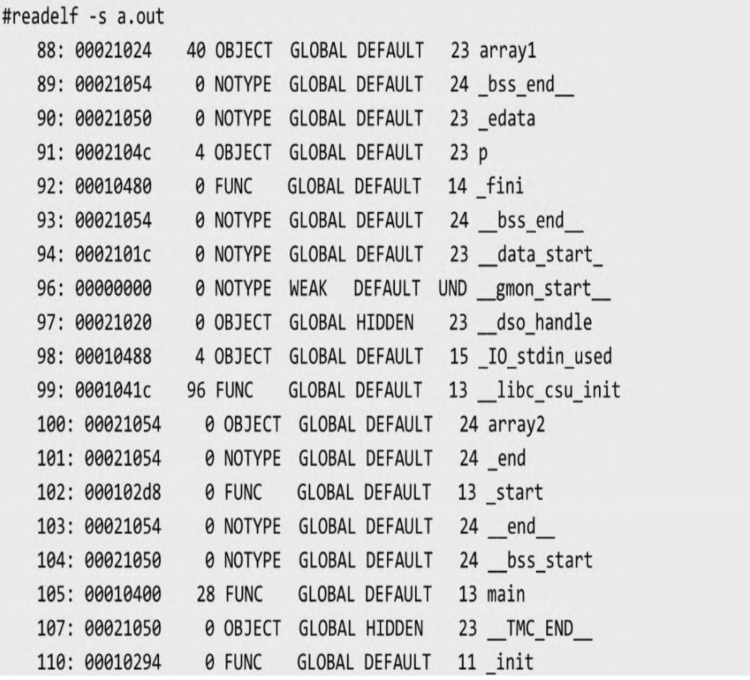 #readelf -s a.out
88: 00021024 40 OBJECT GLOBAL DEFAULT 23 array1
89: 00021054 0 NOTYPE GLOBAL DEFAULT 24 _bss_end__
90: 00021050 0 NOTYPE GLOBAL DEFAULT 23 _edata
91: 0002104c 4 OBJECT GLOBAL DEFAULT 23 p
92: 00010480 0 FUNC GLOBAL DEFAULT 14 _fini
93: 00021054 0 NOTYPE GLOBAL DEFAULT 24 __bss_end__
94: 0002101c 0 NOTYPE GLOBAL DEFAULT 23 __data_start_
96: 00000000 0 NOTYPE WEAK DEFAULT UND __gmon_start__
97: 00021020 0 OBJECT GLOBAL HIDDEN 23 __dso_handle
98: 00010488 4 OBJECT GLOBAL DEFAULT 15 _IO_stdin_used
99: 0001041c 96 FUNC GLOBAL DEFAULT 13 __libc_csu_init
100: 00021054 0 OBJECT GLOBAL DEFAULT 24 array2
101: 00021054 0 NOTYPE GLOBAL DEFAULT 24 _end
102: 000102d8 0 FUNC GLOBAL DEFAULT 13 _start
103: 00021054 0 NOTYPE GLOBAL DEFAULT 24 __end__
104: 00021050 0 NOTYPE GLOBAL DEFAULT 24 __bss_start
105: 00010400 28 FUNC GLOBAL DEFAULT 13 main
107: 00021050 0 OBJECT GLOBAL HIDDEN 23 __TMC_END__
110: 00010294 0 FUNC GLOBAL DEFAULT 11 _init